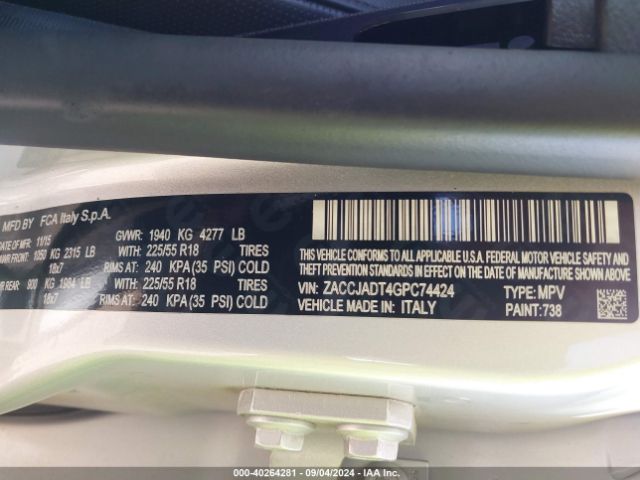 MFD BY FCA Italy S.p.A.
DATE OF MFR 11/15 GVWR: 1940 KG 4277 LB
FRONT: 1050 KG 2315 LB WITH: 225/55 R18 TIRES
18x7 RIMS AT: 240 KPA (35 PSI) COLD
REAR: 900 KG 1984 LB WITH: 225/55 R18 TIRES
18x7 RIMS AT: 240 KPA (35 PSI) COLD
THIS VEHICLE CONFORMS TO ALL APPLICABLE U.S.A. FEDERAL MOTOR VEHICLE SAFETY AND
THEFT PREVENTION STANDARDS IN EFFECT ON THE DATE OF MANUFACTURE SHOWN ABOVE.
VIN: ZACCJADT4GPC74424 TYPE: MPV
VEHICLE MADE IN: ITALY PAINT: 738
000-40264281 - 09/04/2024 - IAA Inc.